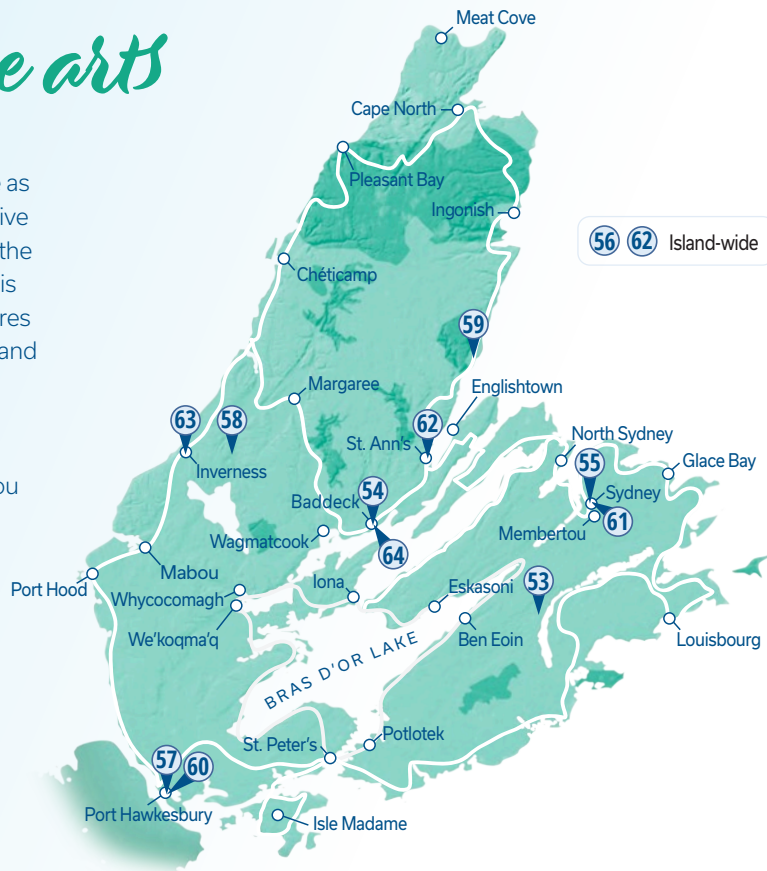 e arts
as
ive
the
is
res
and
ou
Meat Cove
Cape North
Pleasant Bay
Ingonish
56 62 Island-wide
Chéticamp
59
Margaree
Englishtown
63 58
62
St. Ann's
North Sydney
Inverness
55
Glace Bay
54
Sydney
Baddeck
61
Membertou
Wagmatcook
64
Mabou
Port Hood
Iona
53
Whycocomagh
Eskasoni
We'koqma'q
Ben Eoin
Louisbourg
BRAS D'OR LAKE
Potlotek
St. Peter's
57 60
Port Hawkesbury
Isle Madame